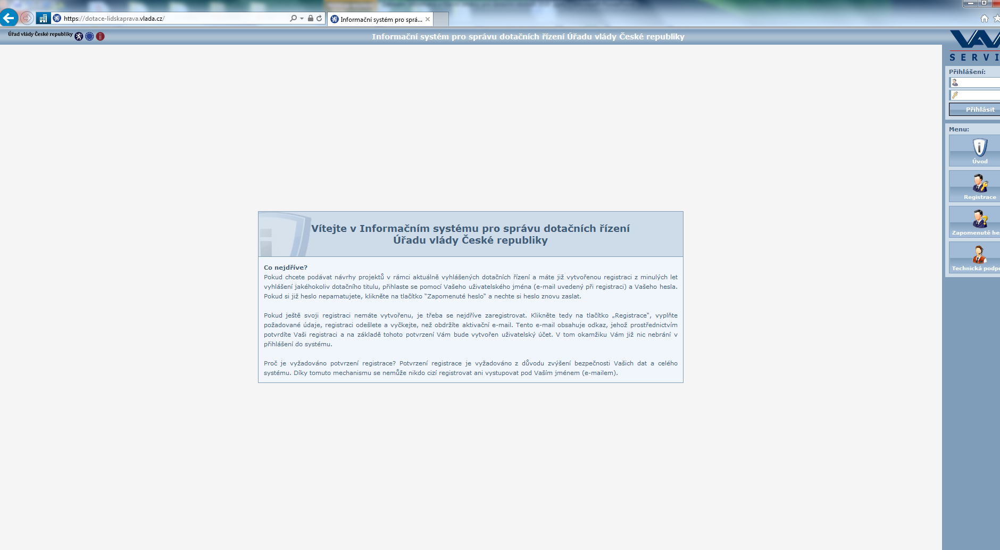 https://dotace-lidskaprava.vlada.cz/
Informační systém pro sprá...
Úřad vlády České republiky
Informační systém pro správu dotačních řízení Úřadu vlády České republiky
SERVI
Přihlášení:
Přihlásit
Menu:
Úvod
Registrace
Zapomenuté he
Technická podpo
Vítejte v Informačním systému pro správu dotačních řízení
Úřadu vlády České republiky
Co nejdříve?
Pokud chcete podávat návrhy projektů v rámci aktuálně vyhlášených dotačních řízení a máte již vytvořenou registraci z minulých let
vyhlášení jakéhokoliv dotačního titulu, přihlaste se pomocí Vašeho uživatelského jména (e-mail uvedený při registraci) a Vašeho hesla.
Pokud si již heslo nepamatujete, klikněte na tlačítko "Zapomenuté heslo" a nechte si heslo znovu zaslat.
Pokud ještě svoji registraci nemáte vytvořenu, je třeba se nejdříve zaregistrovat. Klikněte tedy na tlačítko „Registrace", vyplňte
požadované údaje, registraci odešlete a vyčkejte, než obdržíte aktivační e-mail. Tento e-mail obsahuje odkaz, jehož prostřednictvím
potvrdíte Vaši registraci a na základě tohoto potvrzení Vám bude vytvořen uživatelský účet. V tom okamžiku Vám již nic nebrání v
přihlášení do systému.
Proč je vyžadováno potvrzení registrace? Potvrzení registrace je vyžadováno z důvodu zvýšení bezpečnosti Vašich dat a celého
systému. Díky tomuto mechanismu se nemůže nikdo cizí registrovat ani vystupovat pod Vaším jménem (e-mailem).